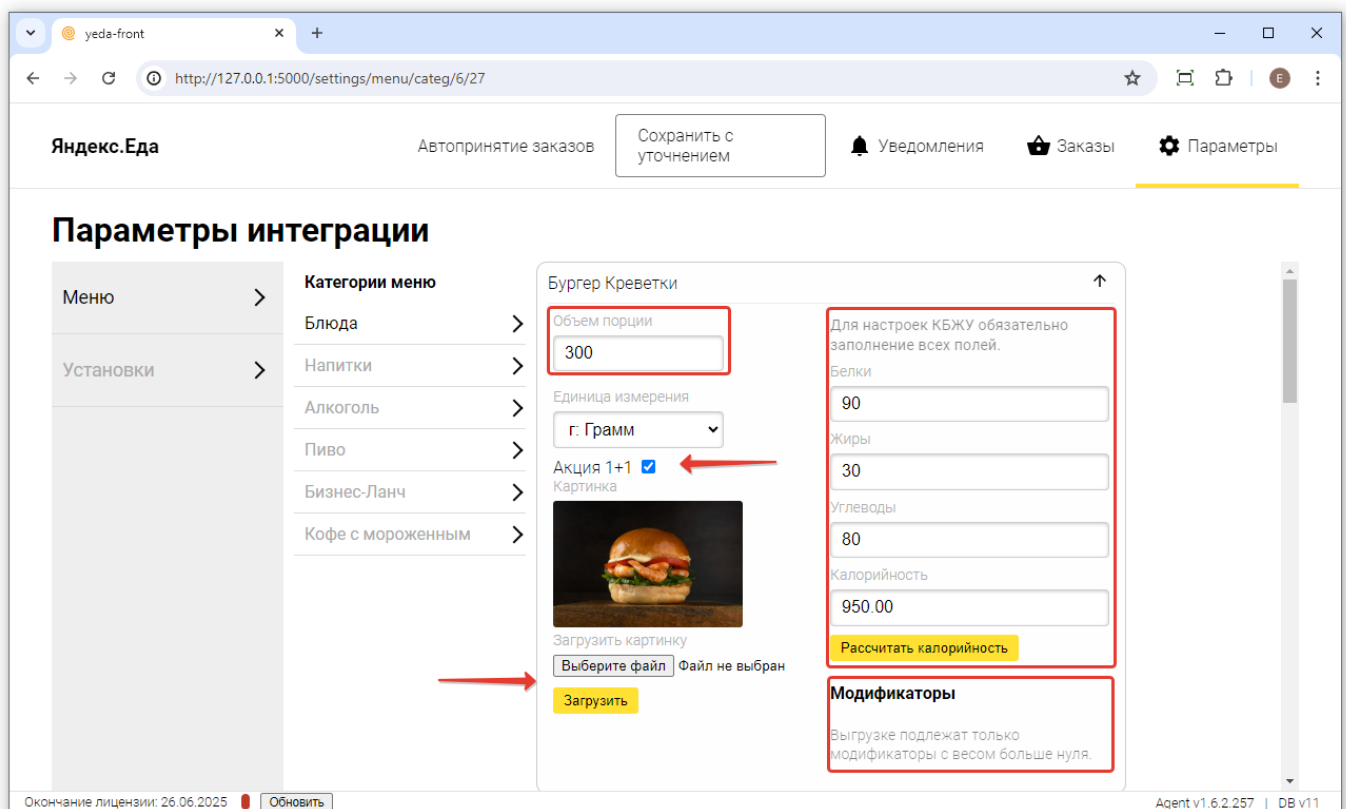 yeda-front
http://127.0.0.1:5000/settings/menu/categ/6/27
E
Яндекс.Еда
Автопринятие заказов
Сохранить с
уточнением
Уведомления
Заказы
Параметры
Параметры интеграции
Меню
Установки
Категории меню
Блюда
Напитки
Алкоголь
Пиво
Бизнес-Ланч
Кофе с мороженным
Бургер Креветки
Объем порции
300
Единица измерения
г: Грамм
Акция 1+1
Картинка
Загрузить картинку
Выберите файл Файл не выбран
Загрузить
Для настроек КБЖУ обязательно
заполнение всех полей.
Белки
90
Жиры
30
Углеводы
80
Калорийность
950.00
Рассчитать калорийность
Модификаторы
Выгрузке подлежат только
модификаторы с весом больше нуля.
Окончание лицензии: 26.06.2025 Обновить
Agent v1.6.2.257 | DB v11